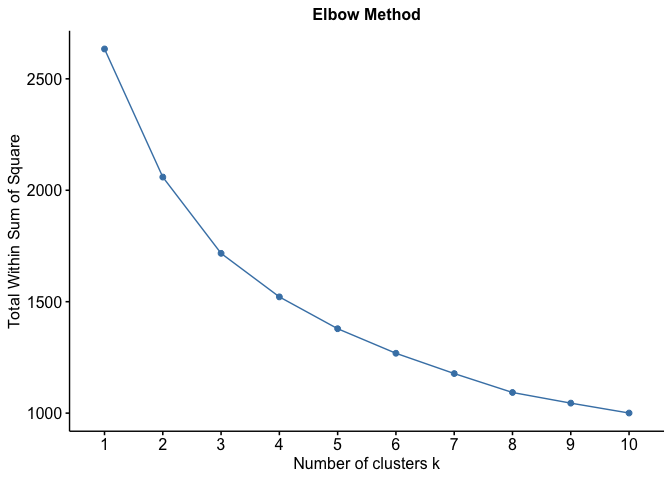 Elbow Method
Total Within Sum of Square
2500
2000
1500
1000
1 2 3 4 5 6 7 8 9 10
Number of clusters k